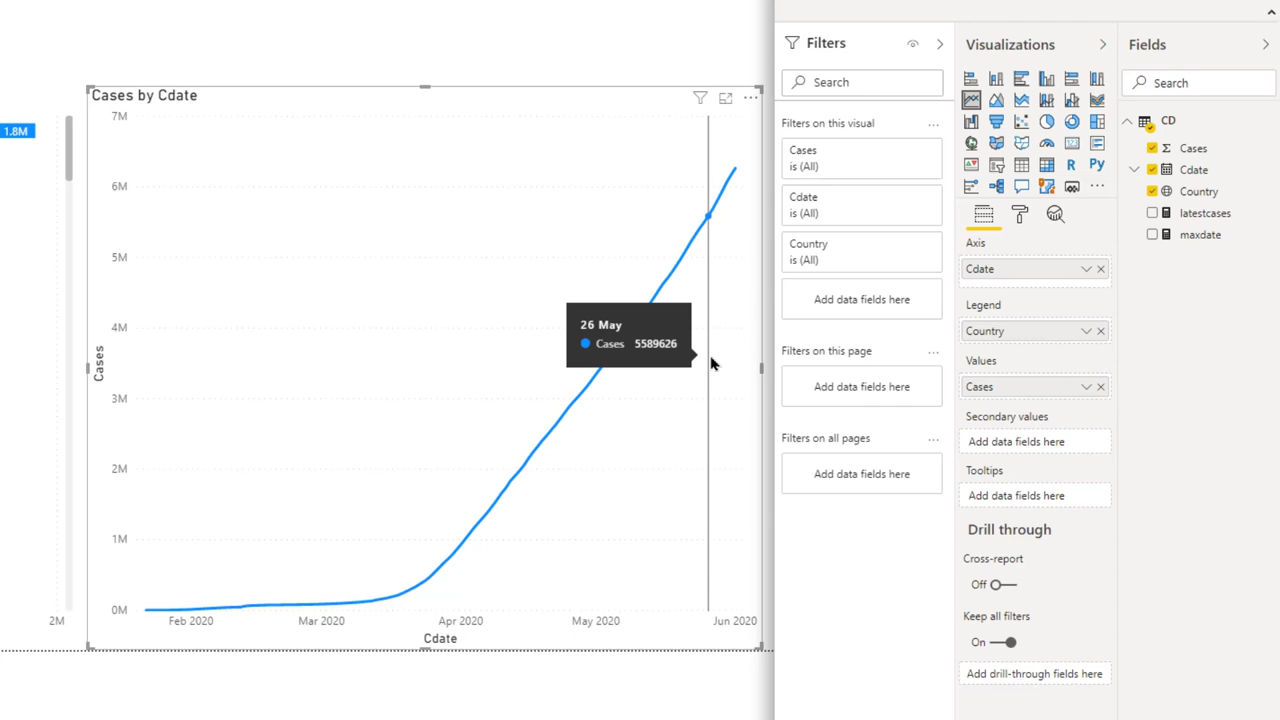 1.8M
2M
Cases by Cdate
...
7M
6M
5M
4M
3M
2M
1M
0M
Cases
26 May
Cases 5589626
Feb 2020
Mar 2020
Apr 2020
May 2020
Jun 2020
Cdate
Filters
Search
Filters on this visual
...
Cases
is (All)
Cdate
is (All)
Country
is (All)
Add data fields here
Filters on this page
...
Add data fields here
Filters on all pages
...
Add data fields here
Visualizations
R
Py
...
Axis
Cdate
Legend
Country
Values
Cases
Secondary values
Add data fields here
Tooltips
Add data fields here
Drill through
Cross-report
Off
Keep all filters
On
Add drill-through fields here
Fields
Search
CD
Σ Cases
Cdate
Country
latestcases
maxdate